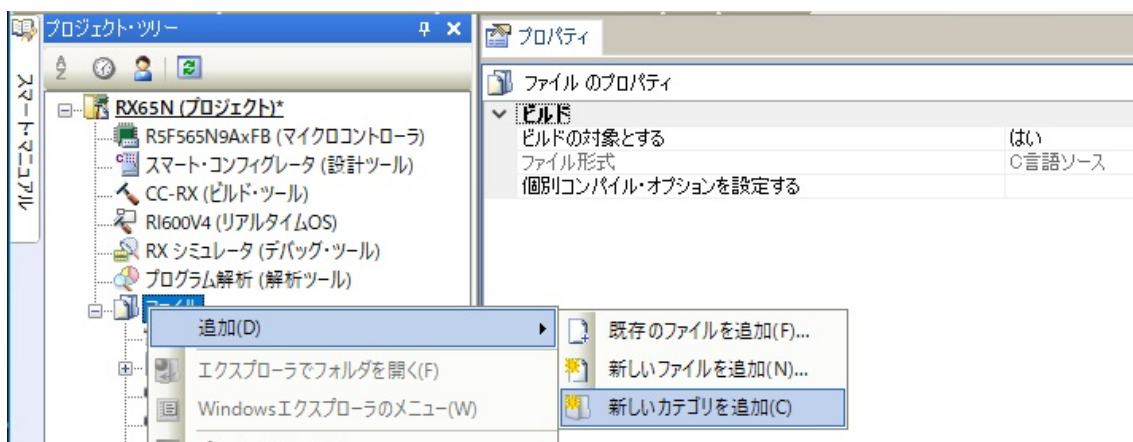 プロジェクト・ツリー
スマート・マニュアル
RX65N (プロジェクト)*
R5F565N9AxFB (マイクロコントローラ)
スマート・コンフィグレータ (設計ツール)
CC-RX (ビルド・ツール)
RI600V4 (リアルタイムOS)
RX シミュレータ (デバッグ・ツール)
プログラム解析 (解析ツール)
ファイル
追加(D)
エクスプローラでフォルダを開く(F)
Windowsエクスプローラのメニュー(W)
既存のファイルを追加(F)...
新しいファイルを追加(N)...
新しいカテゴリを追加(C)
プロパティ
ファイル のプロパティ
ビルド
ビルドの対象とする はい
ファイル形式 C言語ソース
個別コンパイル・オプションを設定する